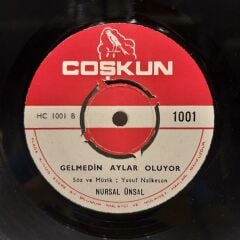 COŞKUN
HC 1001 B
1001
GELMEDİN AYLAR OLUYOR
Söz ve Müzik ; Yusuf Nalkesen
NURSAL ÜNSAL